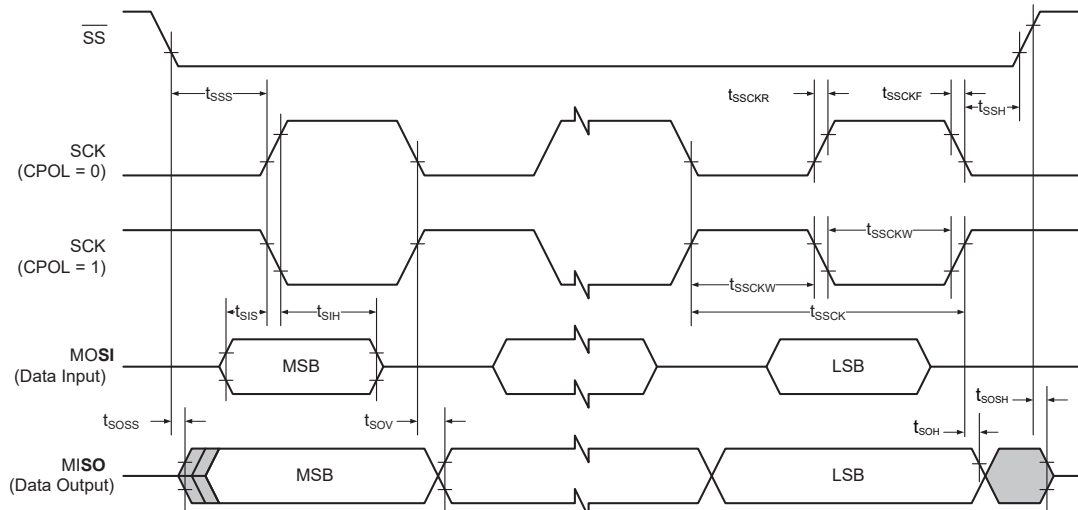 SS
tSSS
tSSCKR
tSSCKF
tSSH
SCK
(CPOL = 0)
SCK
(CPOL = 1)
tSSCKW
tSSCKW
tSSCK
tSIS
tSIH
MOSI
(Data Input)
MSB
LSB
tSOSS
tSOV
tSOH
tSOSH
MISO
(Data Output)
MSB
LSB